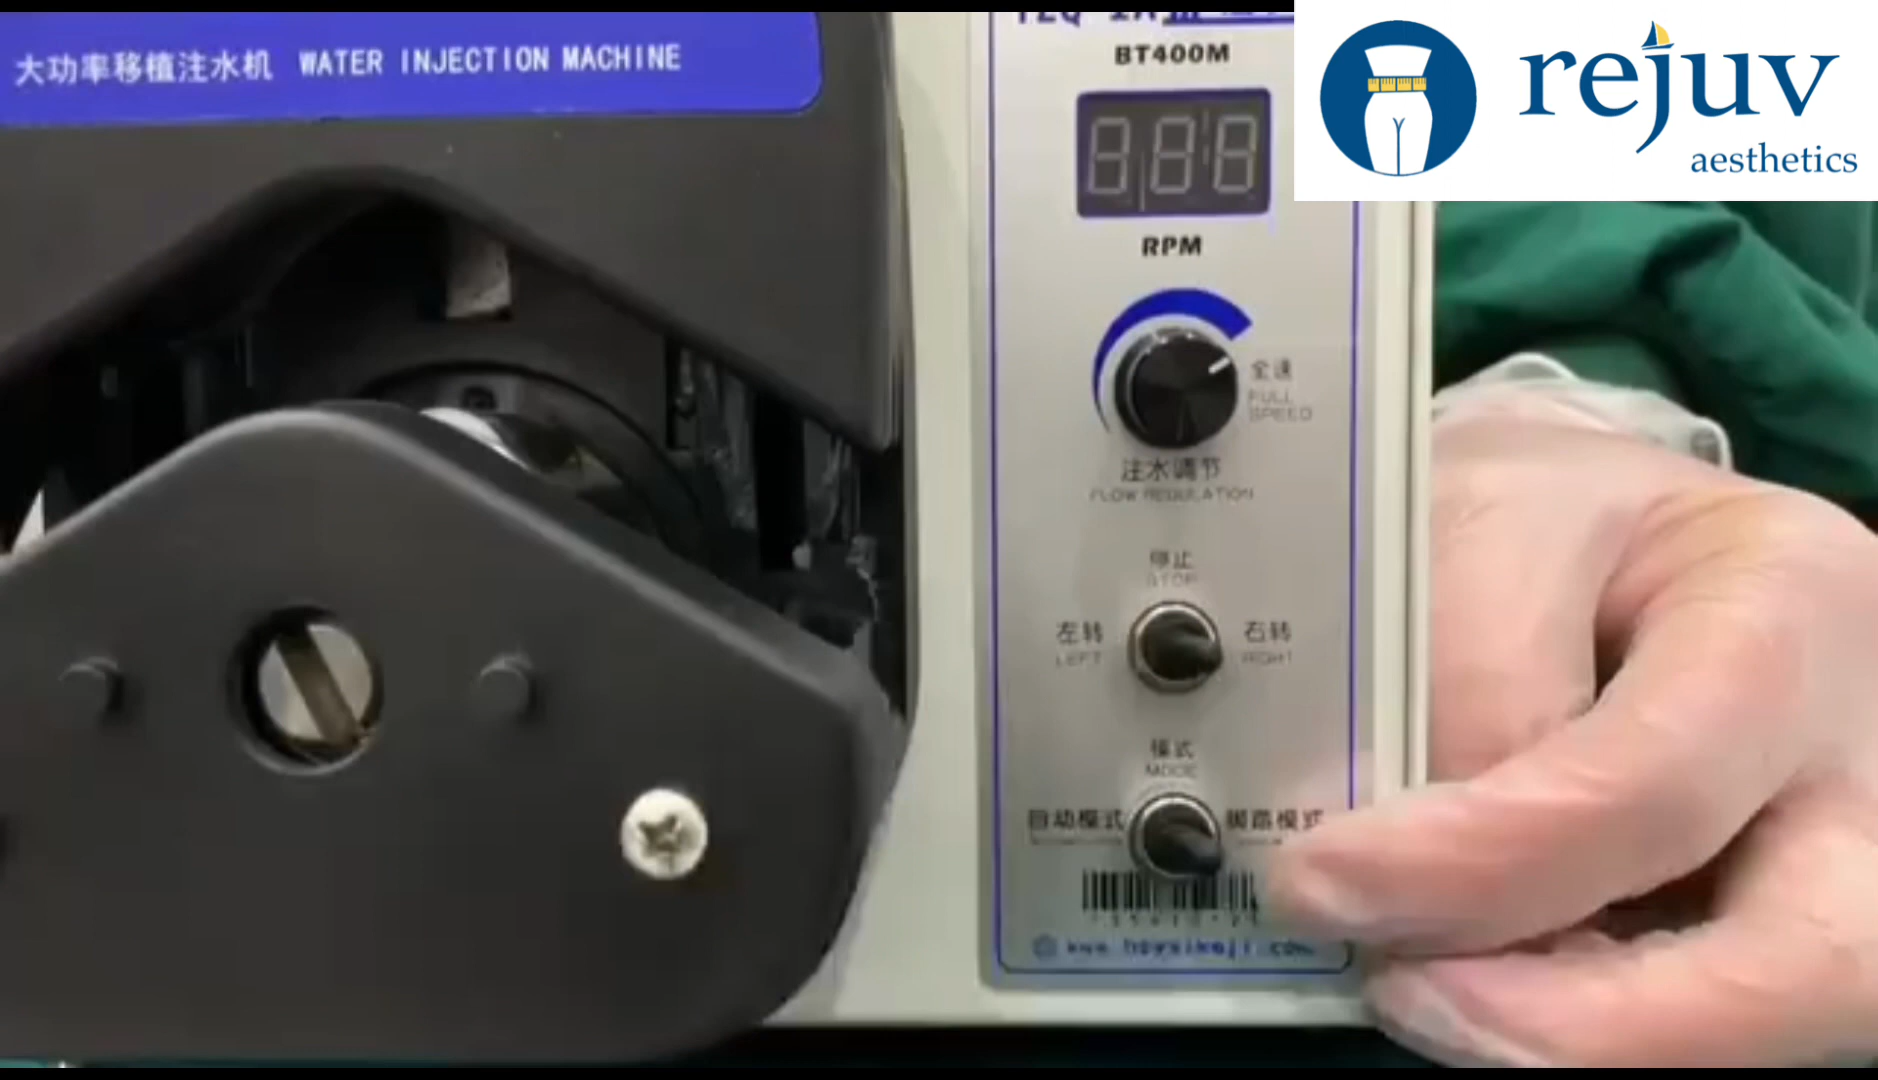 大功率移植注水机 WATER INJECTION MACHINE
BT400M
RPM
全速
FULL
SPEED
注水调节
FLOW REGULATION
停止
STOP
左转
LEFT
右转
RIGHT
模式
MODE
自动模式
脚踏模式
rejuv
aesthetics